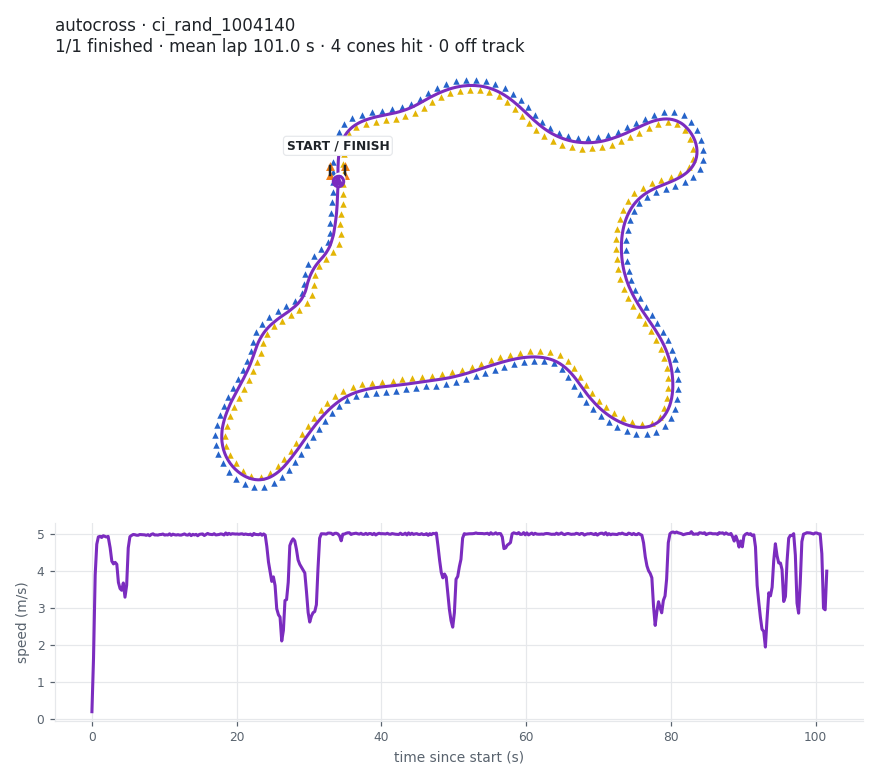 autocross · ci_rand_1004140
1/1 finished · mean lap 101.0 s · 4 cones hit · 0 off track
START / FINISH
5
4
3
2
1
0
speed (m/s)
0 20 40 60 80 100
time since start (s)